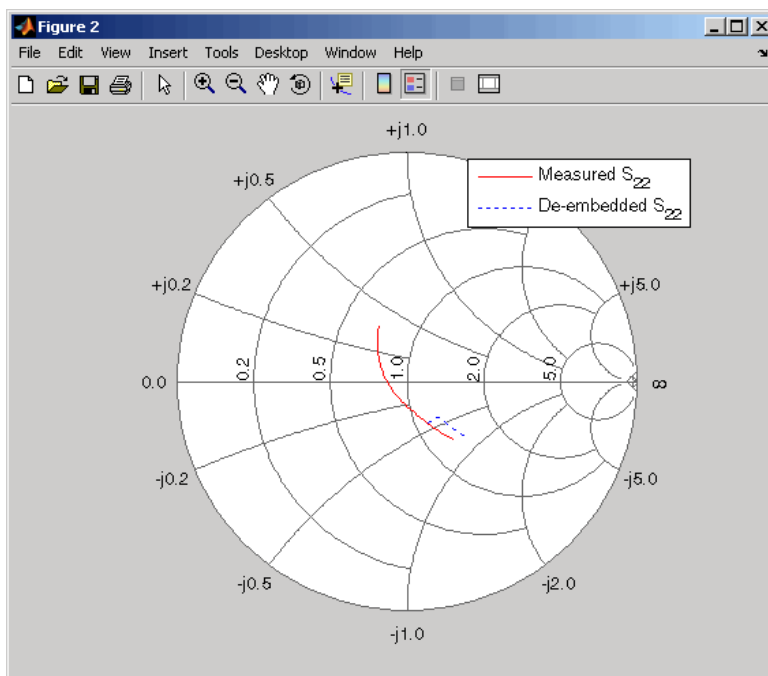 Figure 2
File Edit View Insert Tools Desktop Window Help
+j1.0
Measured S22
+j0.5
De-embedded S22
+j0.2
+j5.0
0.2
0.5
1.0
2.0
5.0
0.0
∞
-j0.2
-j5.0
-j0.5
-j2.0
-j1.0